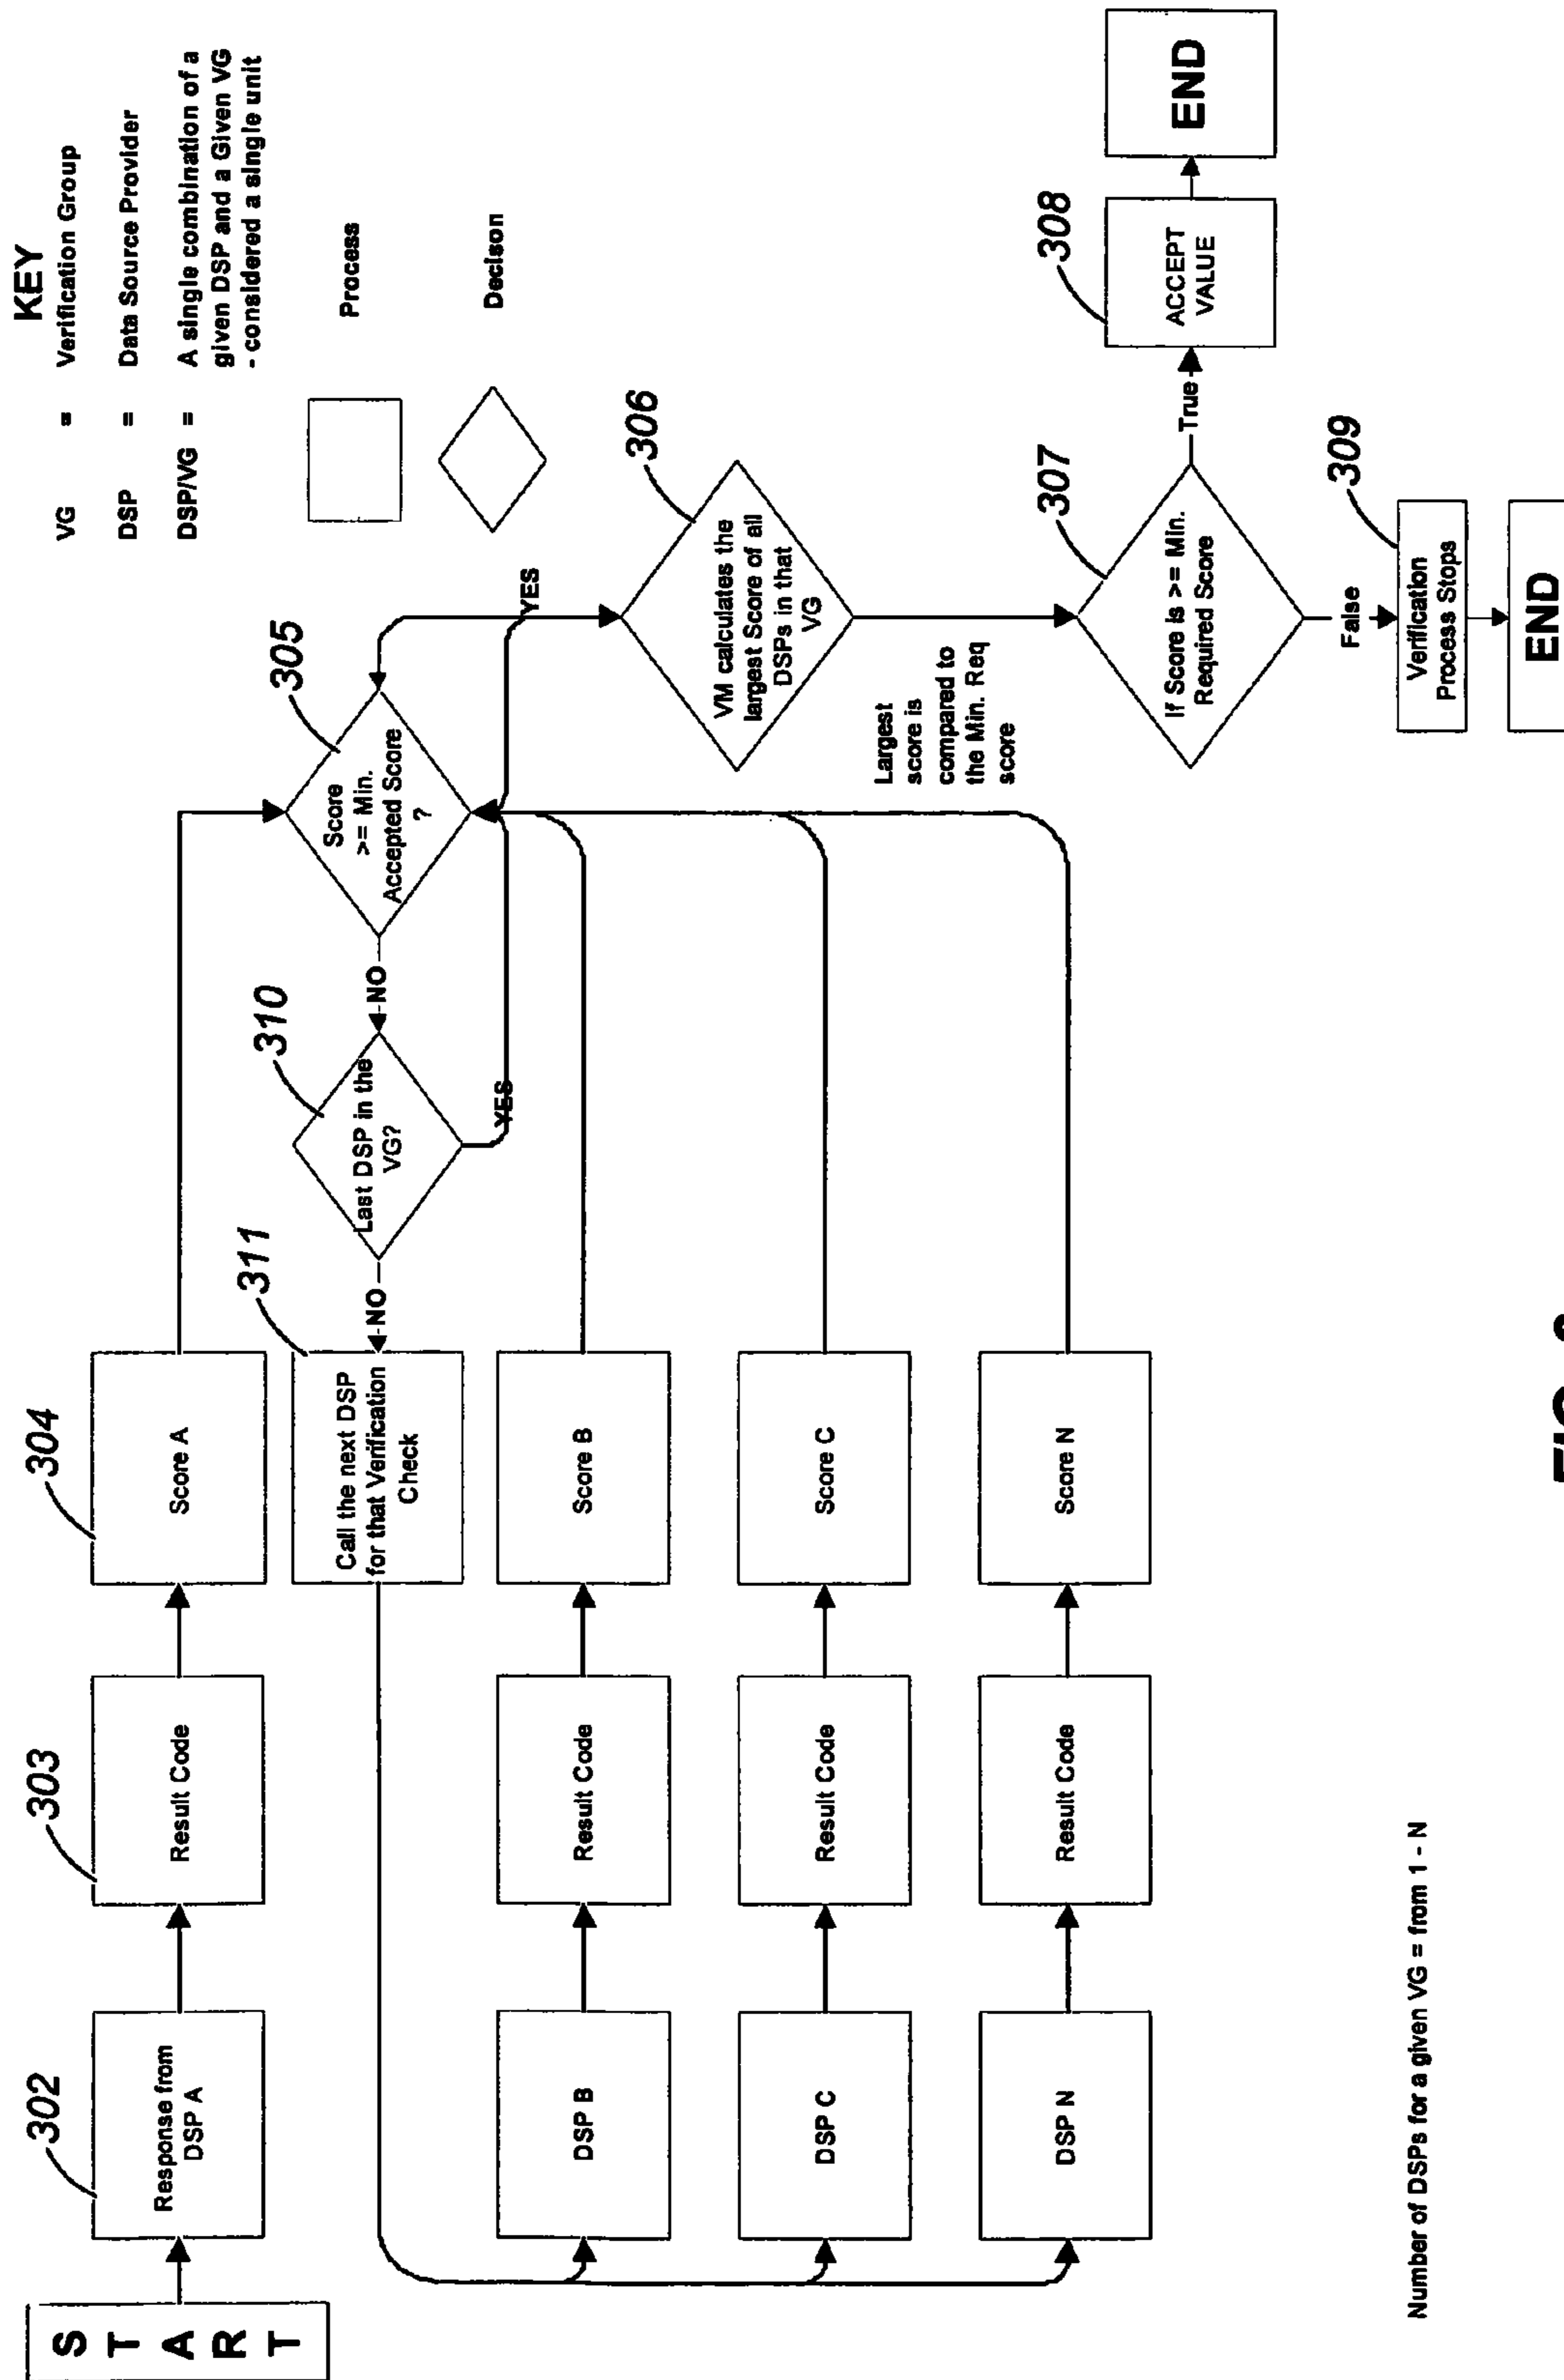 KEY
VG = Verification Group
DSP = Data Source Provider
DSP/VG = A single combination of a
given DSP and a Given VG
- considered a single unit
Process
Decison
START
302
Response from
DSP A
303
Result Code
304
Score A
305
Score
>= Min.
Accepted Score
?
NO
310
Last DSP in the
VG?
YES
NO
311
Call the next DSP
for that Verification
Check
DSP B
Result Code
Score B
DSP C
Result Code
Score C
DSP N
Result Code
Score N
YES
306
VM calculates the
largest Score of all
DSPs in that
VG
Largest
score is
compared to
the Min. Req
score
307
If Score is >= Min.
Required Score
True
308
ACCEPT
VALUE
END
False
309
Verification
Process Stops
END
Number of DSPs for a given VG = from 1 - N